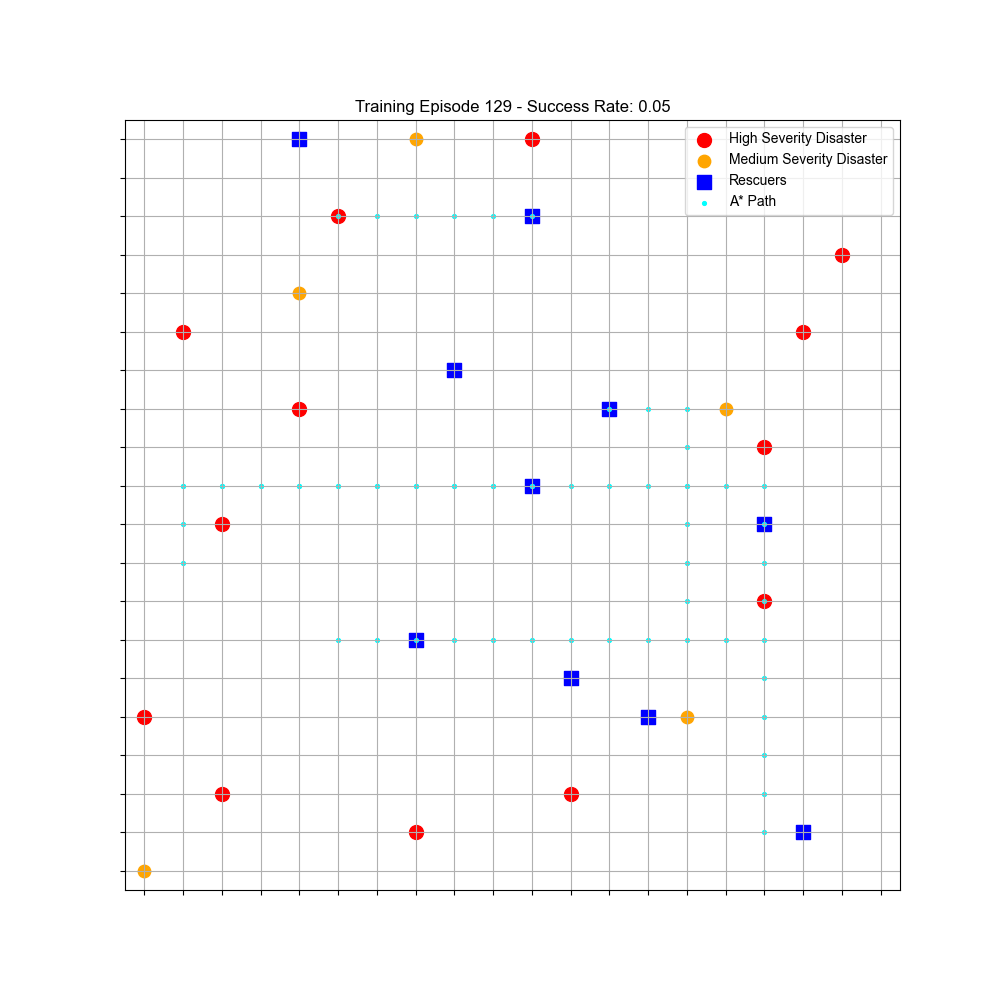 Training Episode 129 - Success Rate: 0.05
High Severity Disaster
Medium Severity Disaster
Rescuers
A* Path